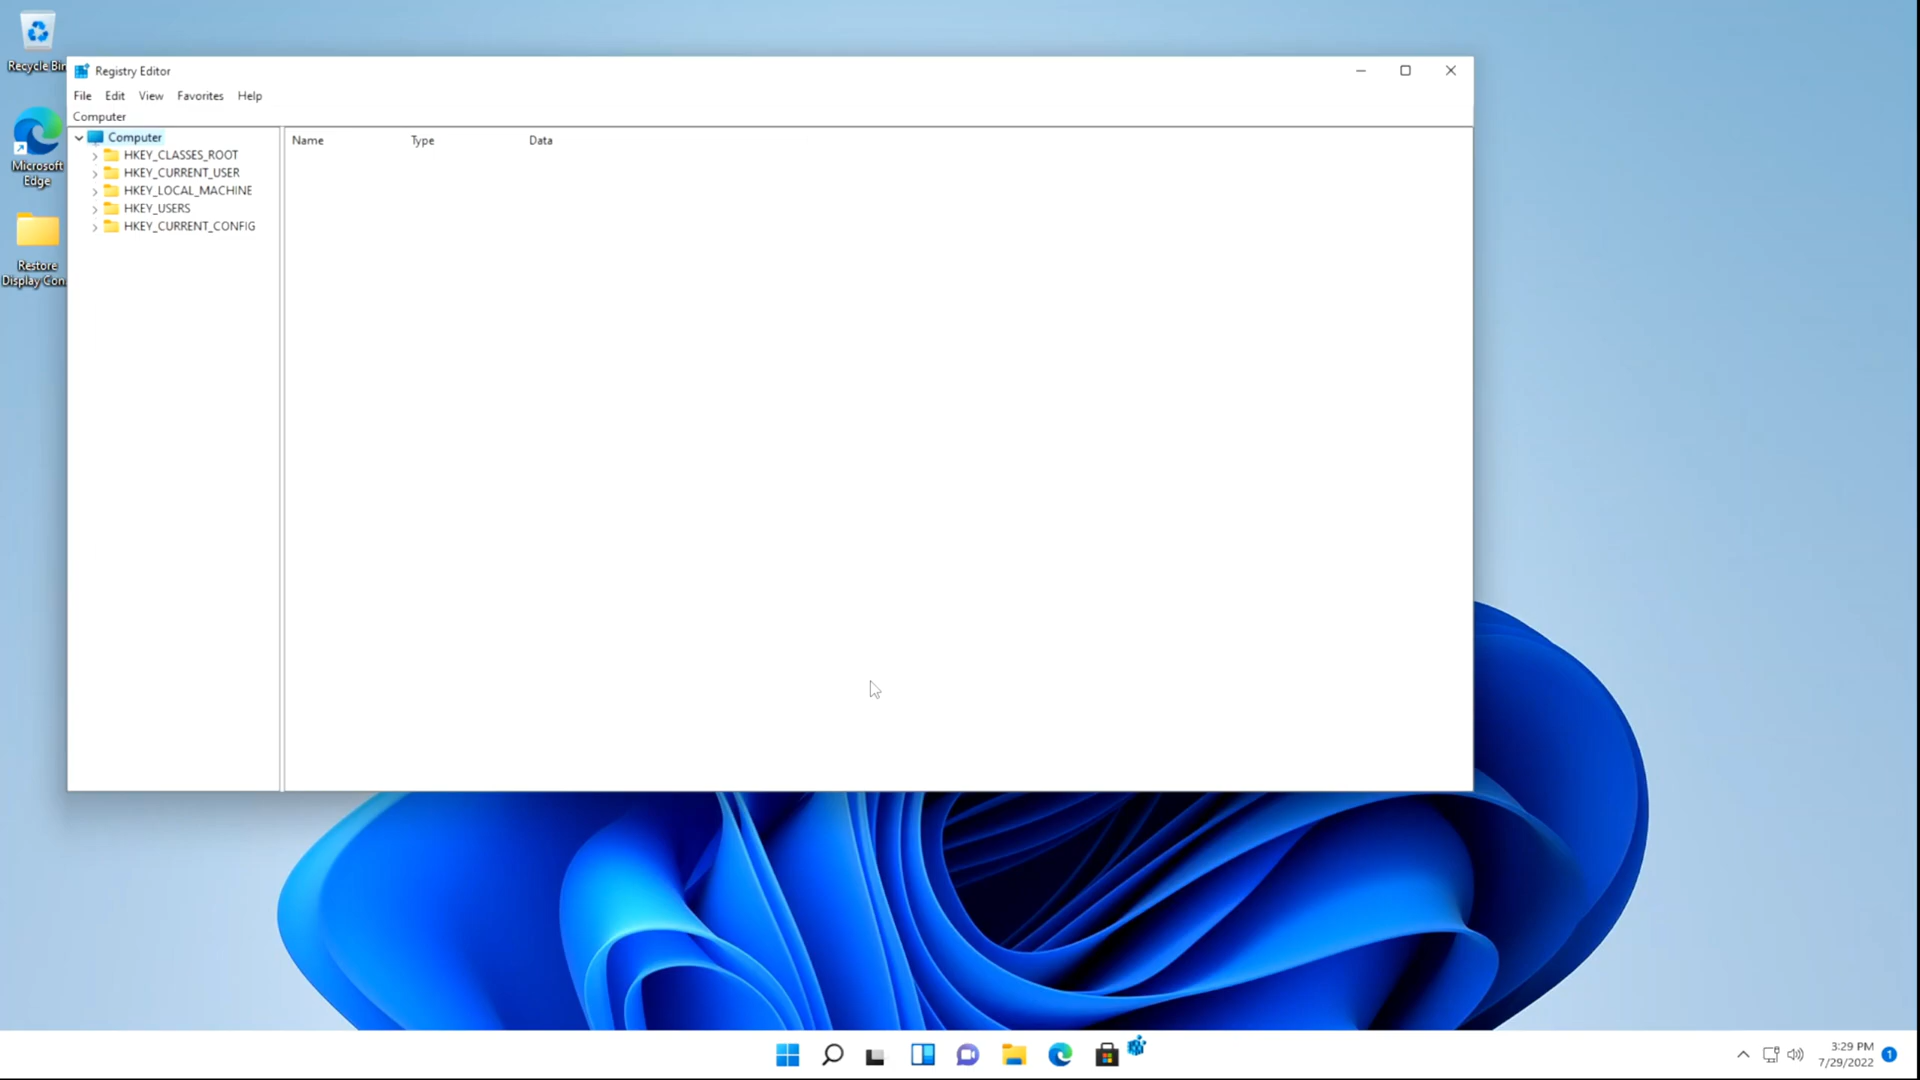 Recycle Bin
Microsoft
Edge
Restore
Display Con...
Registry Editor
File Edit View Favorites Help
Computer
Computer
HKEY_CLASSES_ROOT
HKEY_CURRENT_USER
HKEY_LOCAL_MACHINE
HKEY_USERS
HKEY_CURRENT_CONFIG
Name Type Data
3:29 PM
7/29/2022
1